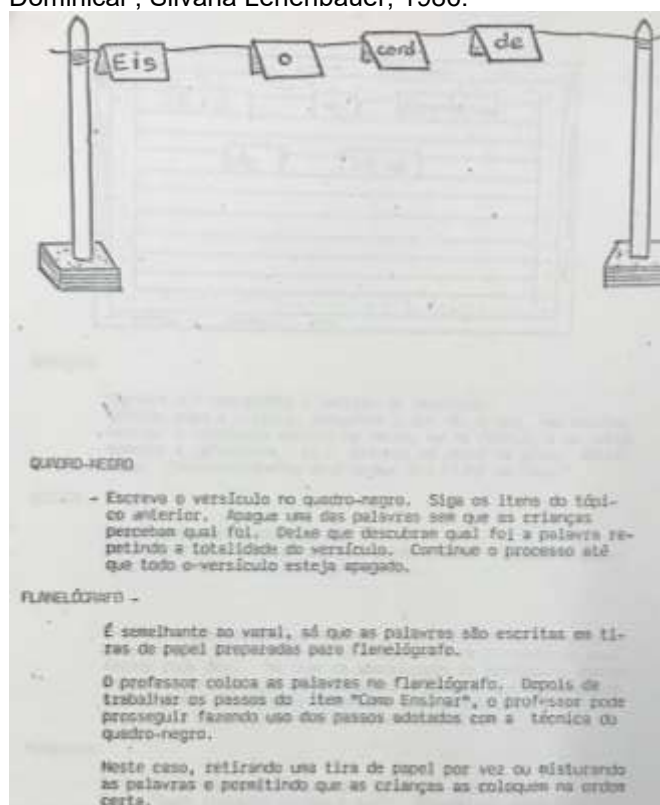 Dominical", Silvana Lehenbauer, 1986.
Eis o cord de
QUADRO-NEGRO
- Escreva o versículo no quadro-negro. Siga os itens do tópi-
co anterior. Apague uma das palavras sem que as crianças
percebam qual foi. Deixe que descubram qual foi a palavra re-
petindo a totalidade do versículo. Continue o processo até
que todo o versículo esteja apagado.
FLANELÓGRAFO -
É semelhante ao varal, só que as palavras são escritas em ti-
ras de papel preparadas para flanelógrafo.
O professor coloca as palavras no flanelógrafo. Depois de
trabalhar os passos do item "Como Ensinar", o professor pode
prosseguir fazendo uso dos passos adotados com a técnica do
quadro-negro.
Neste caso, retirando uma tira de papel por vez ou misturando
as palavras e permitindo que as crianças as coloquem na ordem
certa.